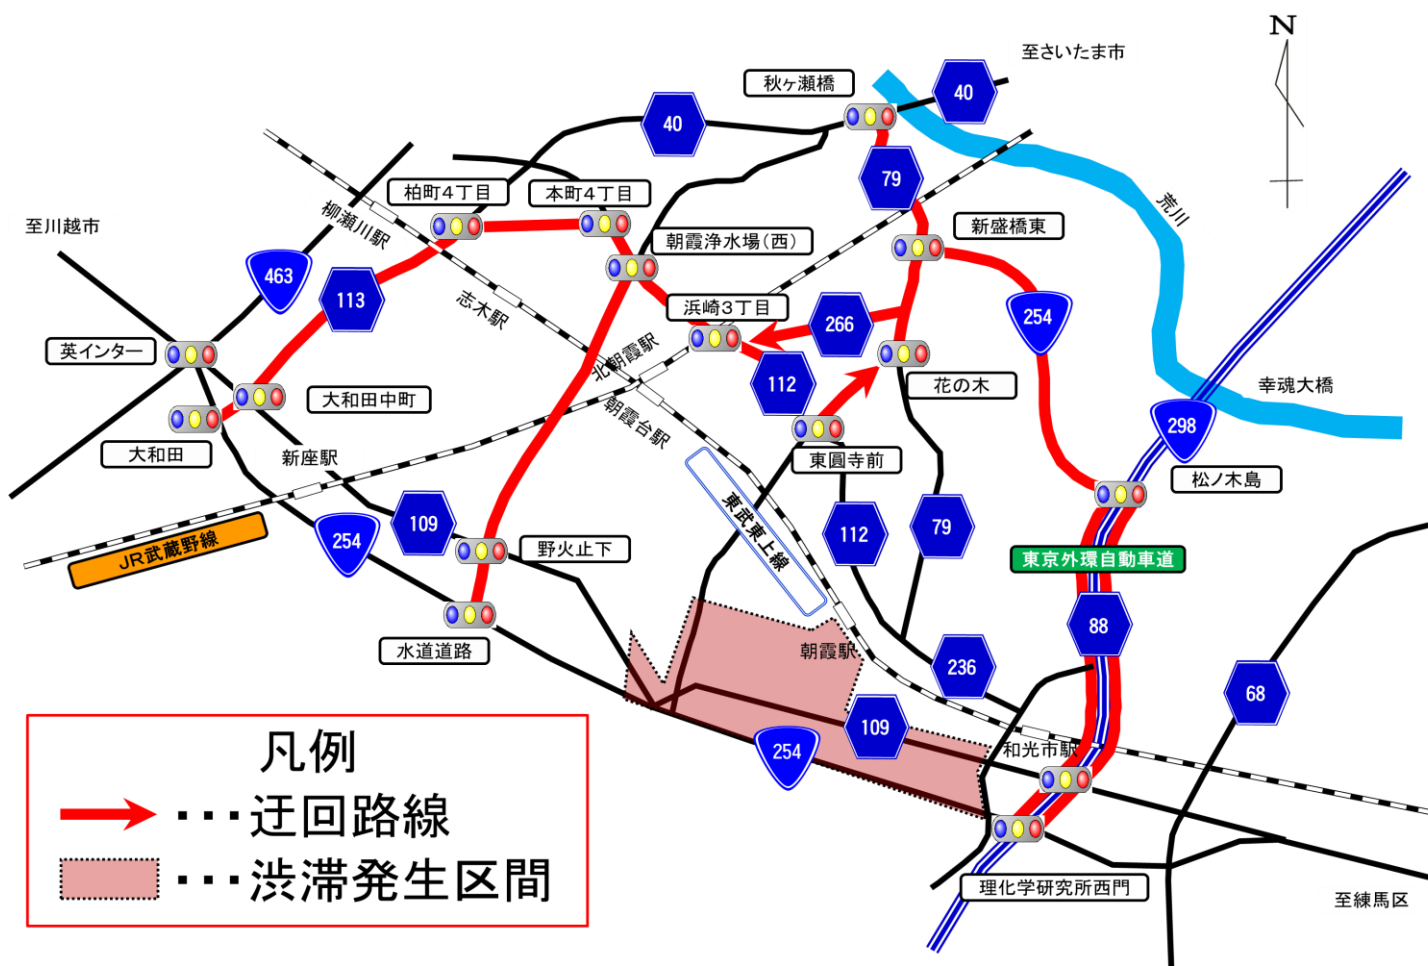 N
至さいたま市
秋ヶ瀬橋
40
40
79
柏町４丁目
本町４丁目
至川越市
柳瀬川駅
荒川
朝霞浄水場（西）
新盛橋東
463
113
志木駅
浜崎３丁目
266
254
英インター
北朝霞駅
112
花の木
幸魂大橋
大和田中町
朝霞台駅
298
大和田
新座駅
東圓寺前
松ノ木島
東武東上線
109
112
79
JR武蔵野線
254
野火止下
東京外環自動車道
水道道路
朝霞駅
88
236
68
109
254
和光市駅
凡例
・・・迂回路線
・・・渋滞発生区間
理化学研究所西門
至練馬区